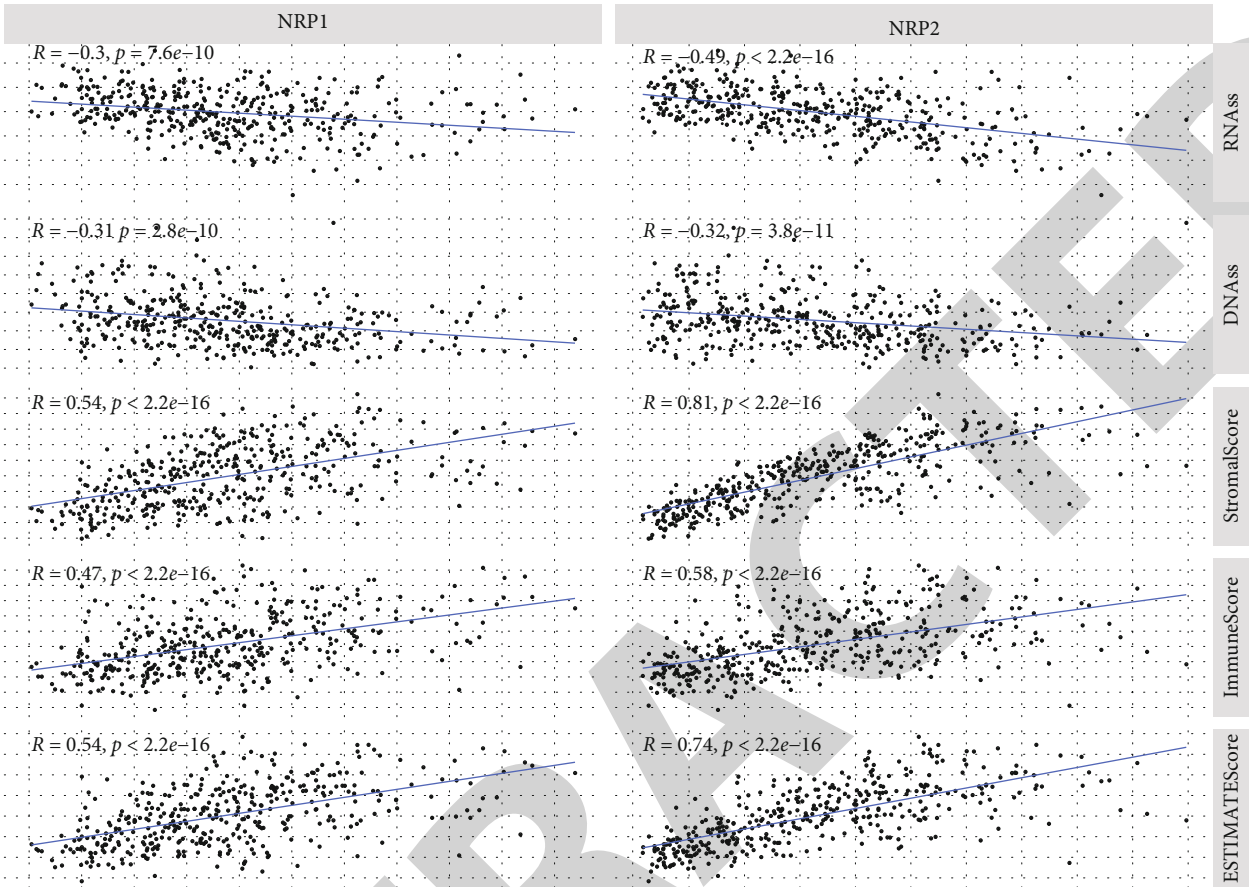 NRP1 NRP2
R = −0.3, p = 7.6e−10 R = −0.49, p < 2.2e−16 RNAss
R = −0.31 p = 2.8e−10 R = −0.32, p = 3.8e−11 DNAss
R = 0.54, p < 2.2e−16 R = 0.81, p < 2.2e−16 StromalScore
R = 0.47, p < 2.2e−16 R = 0.58, p < 2.2e−16 ImmuneScore
R = 0.54, p < 2.2e−16 R = 0.74, p < 2.2e−16 ESTIMATEScore
RACTE